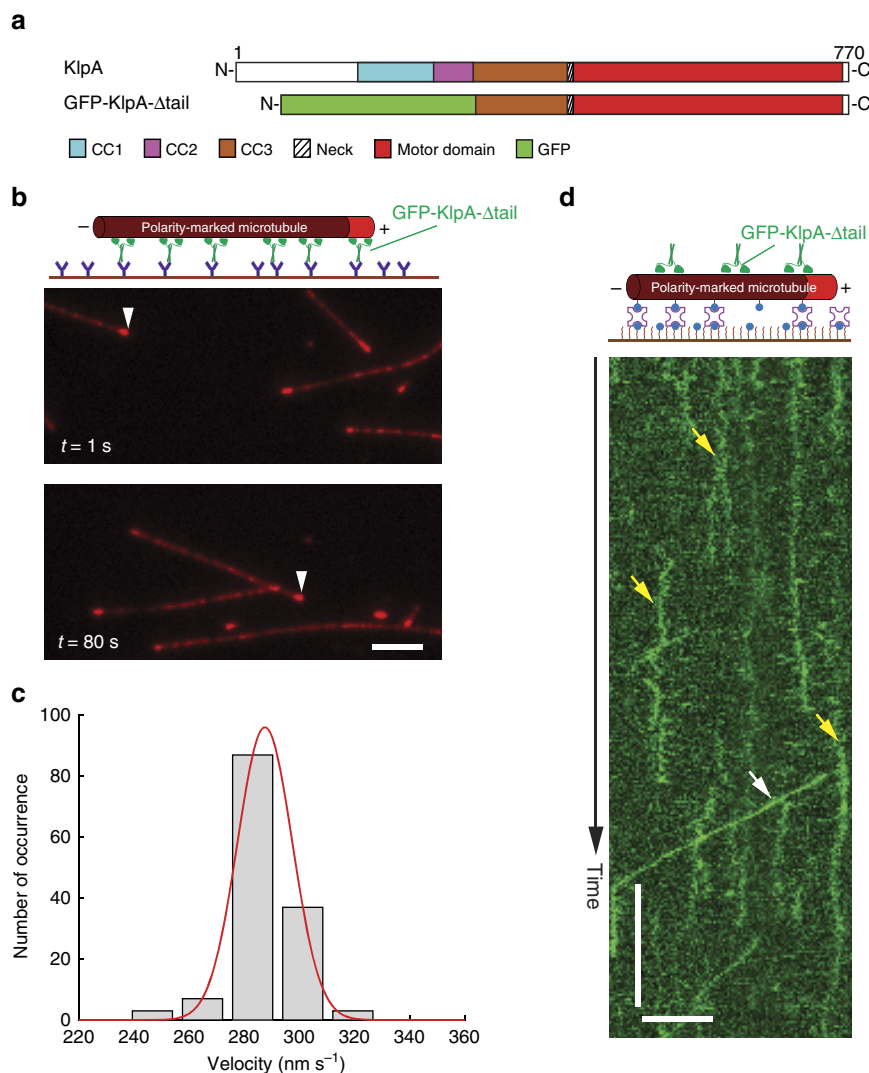 a
1 770
KlpA N- -C
GFP-KlpA-Δtail N- -C
CC1 CC2 CC3 Neck Motor domain GFP
b
GFP-KlpA-Δtail
– Polarity-marked microtubule +
t = 1 s
t = 80 s
c
100
80
60
40
20
0
Number of occurrence
220 240 260 280 300 320 340 360
Velocity (nm s⁻¹)
d
GFP-KlpA-Δtail
– Polarity-marked microtubule +
Time